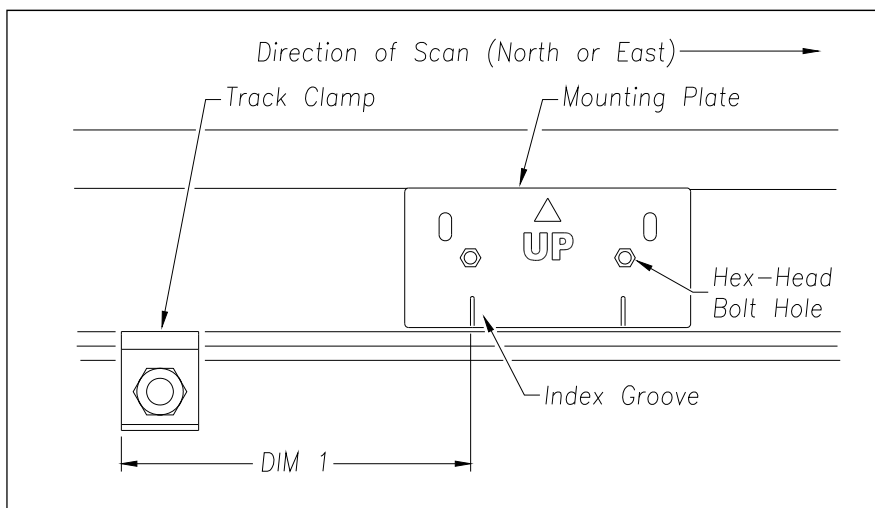 Direction of Scan (North or East)
Track Clamp
Mounting Plate
UP
Hex-Head
Bolt Hole
Index Groove
DIM 1